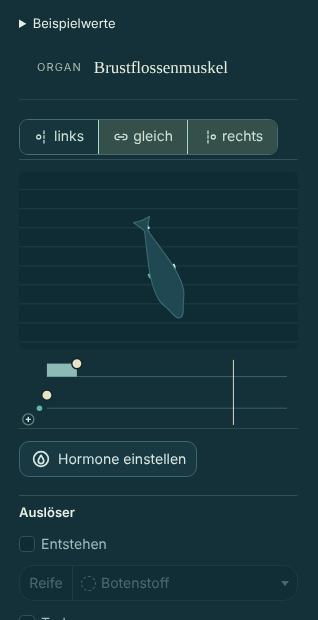 Beispielwerte
ORGAN Brustflossenmuskel
links gleich rechts
Hormone einstellen
Auslöser
Entstehen
Reife Botenstoff